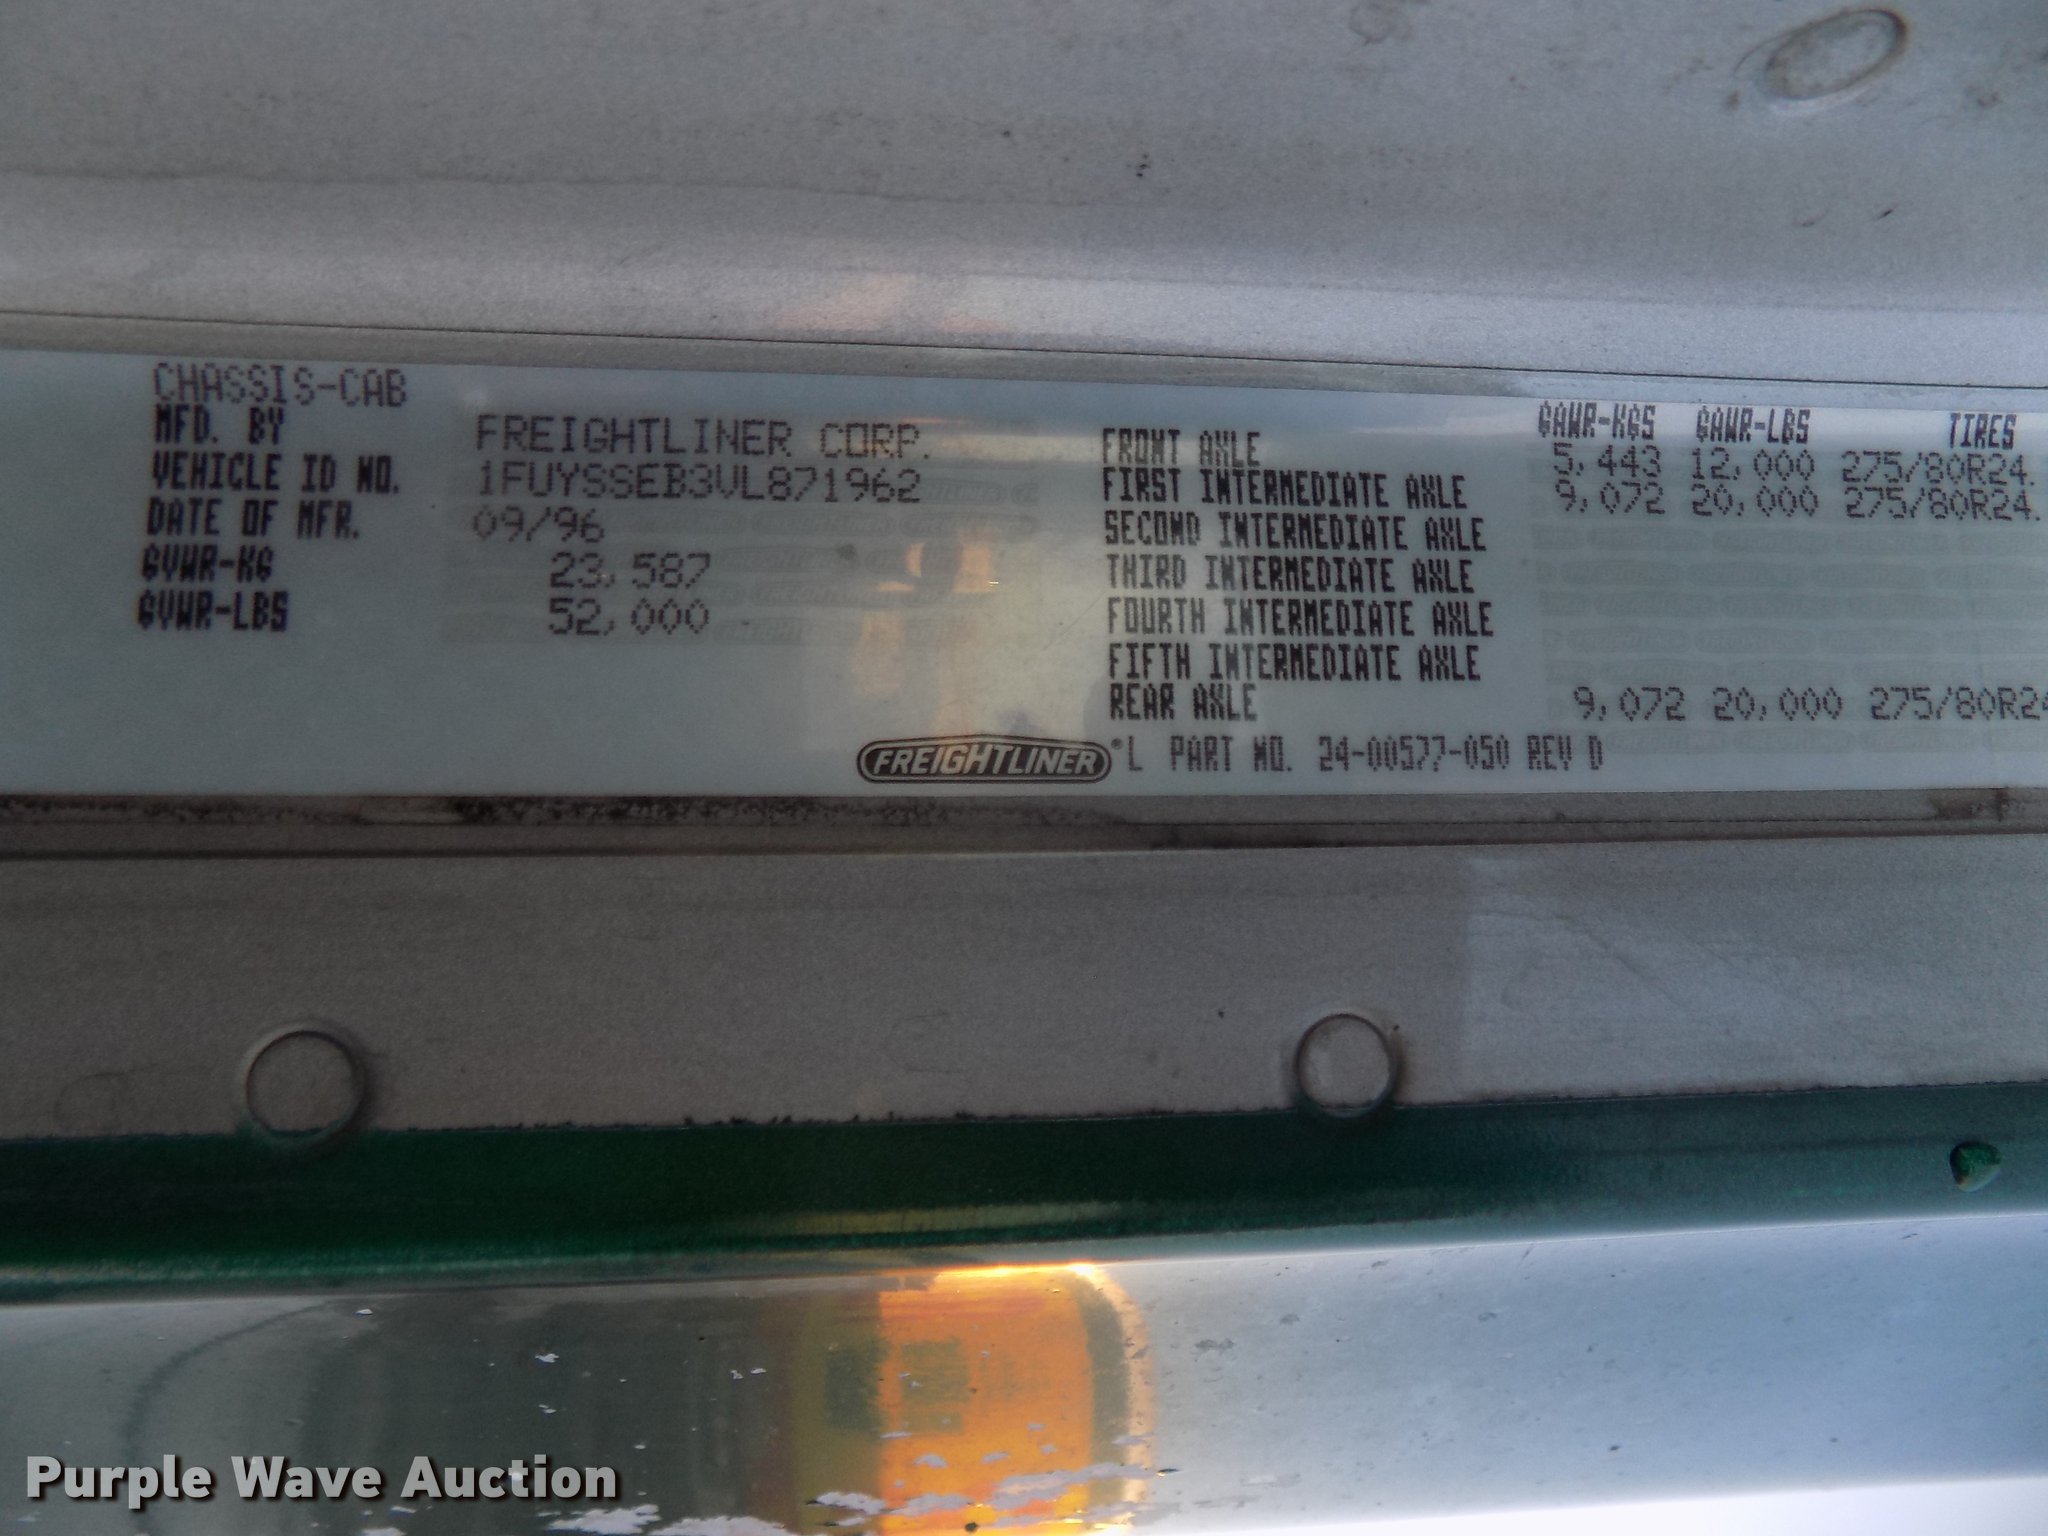 CHASSIS-CAB
MFD. BY FREIGHTLINER CORP.
VEHICLE ID NO. 1FUYSSEB3VL871962
DATE OF MFR. 09/96
GVWR-KG 23,587
GVWR-LBS 52,000
GAWR-KGS GAWR-LBS TIRES
FRONT AXLE 5,443 12,000 275/80R24.
FIRST INTERMEDIATE AXLE 9,072 20,000 275/80R24.
SECOND INTERMEDIATE AXLE
THIRD INTERMEDIATE AXLE
FOURTH INTERMEDIATE AXLE
FIFTH INTERMEDIATE AXLE
REAR AXLE 9,072 20,000 275/80R24
FREIGHTLINER® L PART NO. 24-00577-050 REV D
Purple Wave Auction